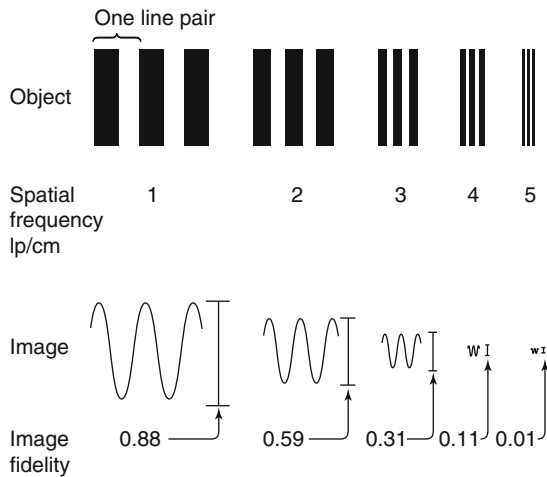 One line pair
Object
Spatial
frequency
lp/cm
1 2 3 4 5
Image
Image
fidelity
0.88 0.59 0.31 0.11 0.01